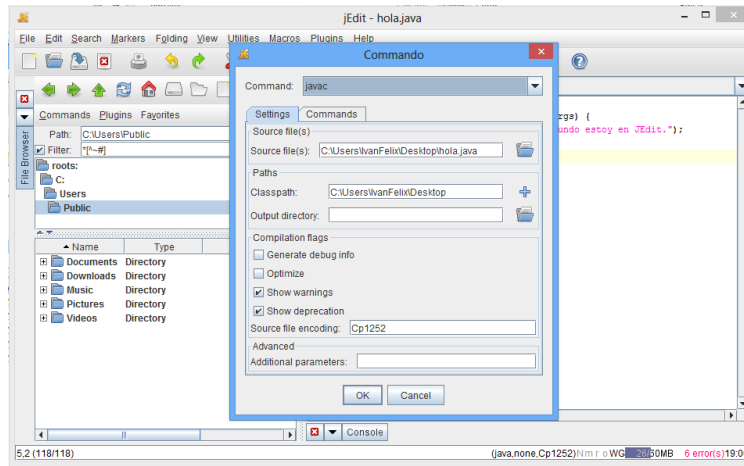 jEdit - hola.java
File Edit Search Markers Folding View Utilities Macros Plugins Help
Commando
Command: javac
Settings Commands
Source file(s)
Source file(s): C:\Users\IvanFelix\Desktop\hola.java
Paths
Classpath: C:\Users\IvanFelix\Desktop
Output directory:
Compilation flags
Generate debug info
Optimize
Show warnings
Show deprecation
Source file encoding: Cp1252
Advanced
Additional parameters:
OK Cancel
File Browser
Commands Plugins Favorites
Path: C:\Users\Public
Filter: *[^~#]
roots:
C:
Users
Public
Name Type
Documents Directory
Downloads Directory
Music Directory
Pictures Directory
Videos Directory
rgs) {
undo estoy en JEdit.");
Console
5,2 (118/118) (java,none,Cp1252) N m r o W G 26/60MB 6 error(s) 19:0